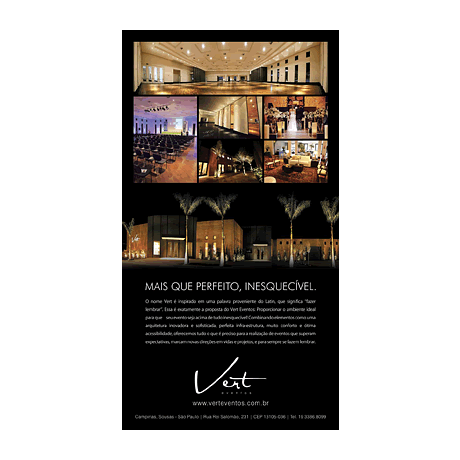 MAIS QUE PERFEITO, INESQUECÍVEL.
O nome Vert é inspirado em uma palavra proveniente do Latin, que significa "fazer
lembrar". Essa é exatamente a proposta do Vert Eventos: Proporcionar o ambiente ideal
para que seu evento seja acima de tudo inesquecível! Combinando elementos como uma
arquitetura inovadora e sofisticada, perfeita infra-estrutura, muito conforto e ótima
acessibilidade, oferecemos tudo o que é preciso para a realização de eventos que superam
expectativas, marcam novas direções em vidas e projetos, e para sempre se fazem lembrar.
Vert
EVENTOS
www.verteventos.com.br
Campinas, Sousas - São Paulo | Rua Rei Salomão, 231 | CEP 13105-036 | Tel. 19 3386.8099